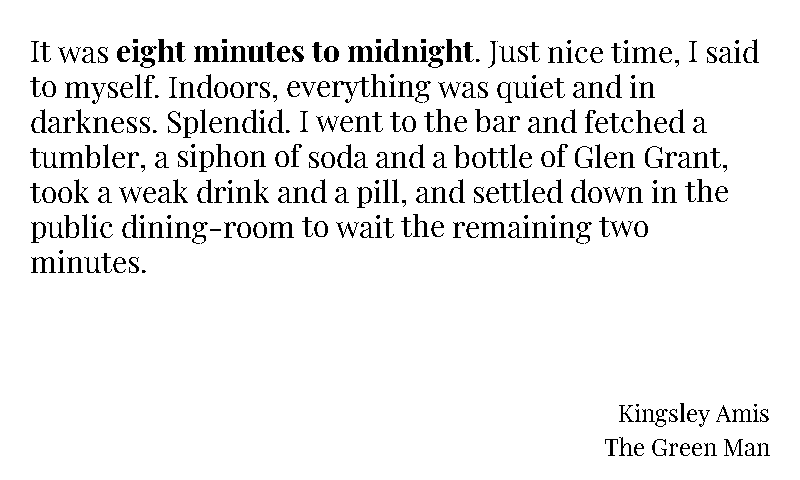 It was eight minutes to midnight. Just nice time, I said
to myself. Indoors, everything was quiet and in
darkness. Splendid. I went to the bar and fetched a
tumbler, a siphon of soda and a bottle of Glen Grant,
took a weak drink and a pill, and settled down in the
public dining-room to wait the remaining two
minutes.
Kingsley Amis
The Green Man